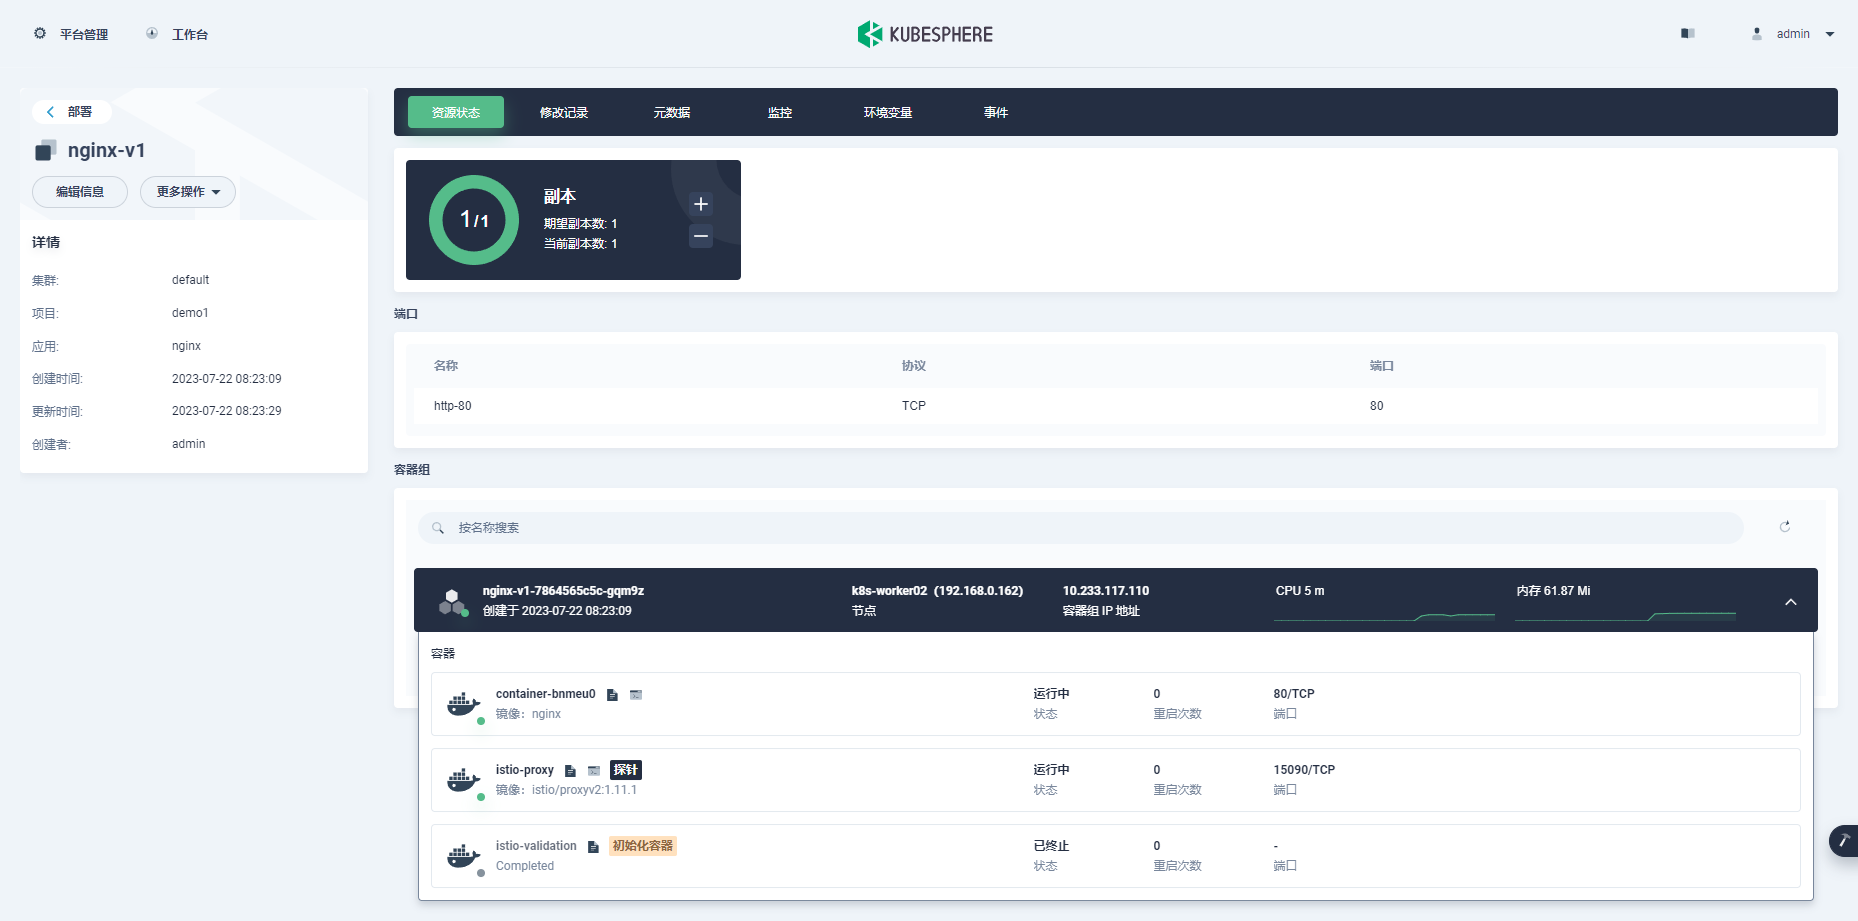 平台管理
工作台
KUBESPHERE
admin
部署
nginx-v1
编辑信息
更多操作
详情
集群: default
项目: demo1
应用: nginx
创建时间: 2023-07-22 08:23:09
更新时间: 2023-07-22 08:23:29
创建者: admin
资源状态 修改记录 元数据 监控 环境变量 事件
1/1
副本
期望副本数: 1
当前副本数: 1
端口
名称 协议 端口
http-80 TCP 80
容器组
按名称搜索
nginx-v1-7864565c5c-gqm9z k8s-worker02 (192.168.0.162) 10.233.117.110 CPU 5 m 内存 61.87 Mi
创建于 2023-07-22 08:23:09 节点 容器组 IP 地址
容器
container-bnmeu0 运行中 0 80/TCP
镜像: nginx 状态 重启次数 端口
istio-proxy 探针 运行中 0 15090/TCP
镜像: istio/proxyv2:1.11.1 状态 重启次数 端口
istio-validation 初始化容器 已终止 0 -
Completed 状态 重启次数 端口